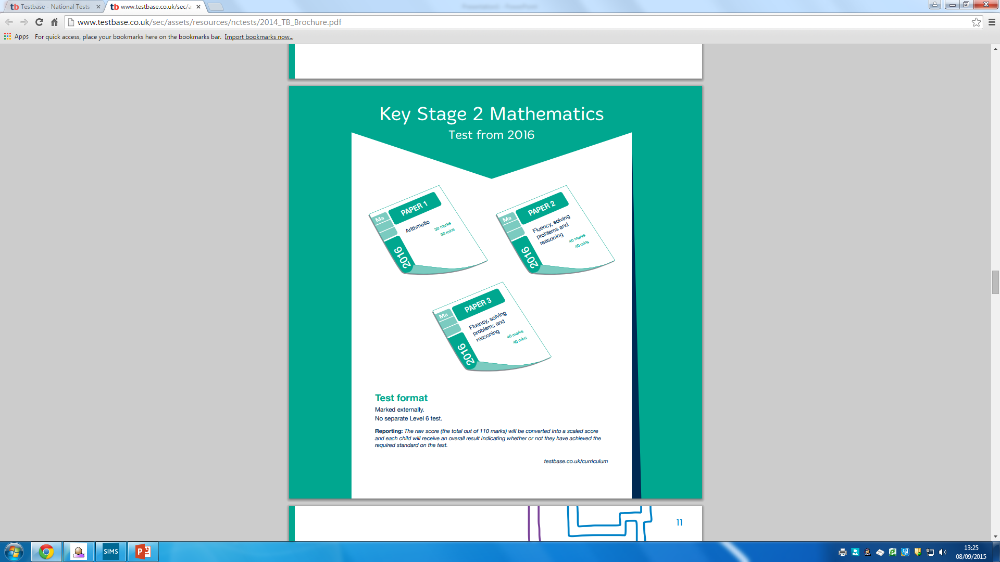 Testbase - National Tests
www.testbase.co.uk/sec/a
www.testbase.co.uk/sec/assets/resources/nctests/2014_TB_Brochure.pdf
Apps For quick access, place your bookmarks here on the bookmarks bar. Import bookmarks now...
Key Stage 2 Mathematics
Test from 2016
PAPER 1
Ma
Arithmetic
30 marks
30 mins
2016
PAPER 2
Ma
Fluency, solving
problems and
reasoning
40 marks
40 mins
2016
PAPER 3
Ma
Fluency, solving
problems and
reasoning
40 marks
40 mins
2016
Test format
Marked externally.
No separate Level 6 test.
Reporting: The raw score (the total out of 110 marks) will be converted into a scaled score
and each child will receive an overall result indicating whether or not they have achieved the
required standard on the test.
testbase.co.uk/curriculum
11
SIMS
13:25
08/09/2015